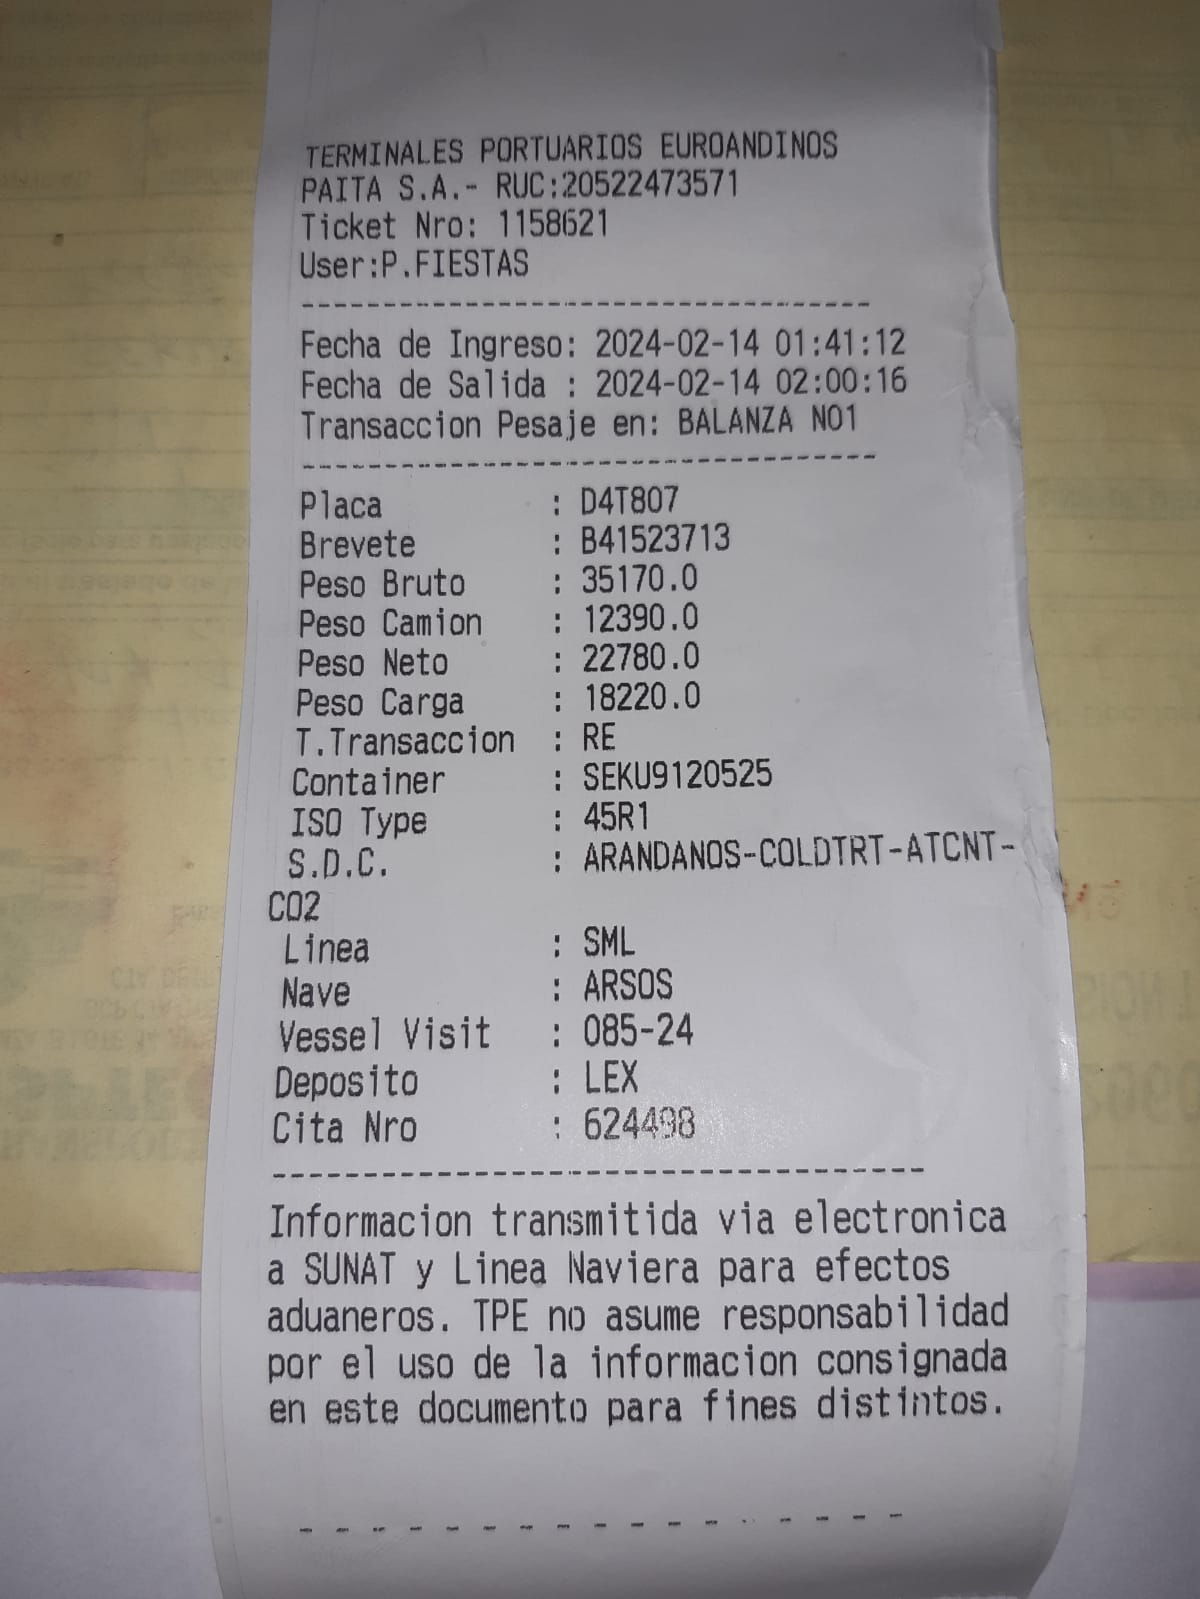 TERMINALES PORTUARIOS EUROANDINOS
PAITA S.A.- RUC:20522473571
Ticket Nro: 1158621
User:P.FIESTAS
-----------------------------------
Fecha de Ingreso: 2024-02-14 01:41:12
Fecha de Salida : 2024-02-14 02:00:16
Transaccion Pesaje en: BALANZA NO1
-----------------------------------
Placa : D4T807
Brevete : B41523713
Peso Bruto : 35170.0
Peso Camion : 12390.0
Peso Neto : 22780.0
Peso Carga : 18220.0
T.Transaccion : RE
Container : SEKU9120525
ISO Type : 45R1
S.D.C. : ARANDANOS-COLDTRT-ATCNT-
CO2
Linea : SML
Nave : ARSOS
Vessel Visit : 085-24
Deposito : LEX
Cita Nro : 624498
-----------------------------------
Informacion transmitida via electronica
a SUNAT y Linea Naviera para efectos
aduaneros. TPE no asume responsabilidad
por el uso de la informacion consignada
en este documento para fines distintos.
- - - - - - - - - - - - - - - - -